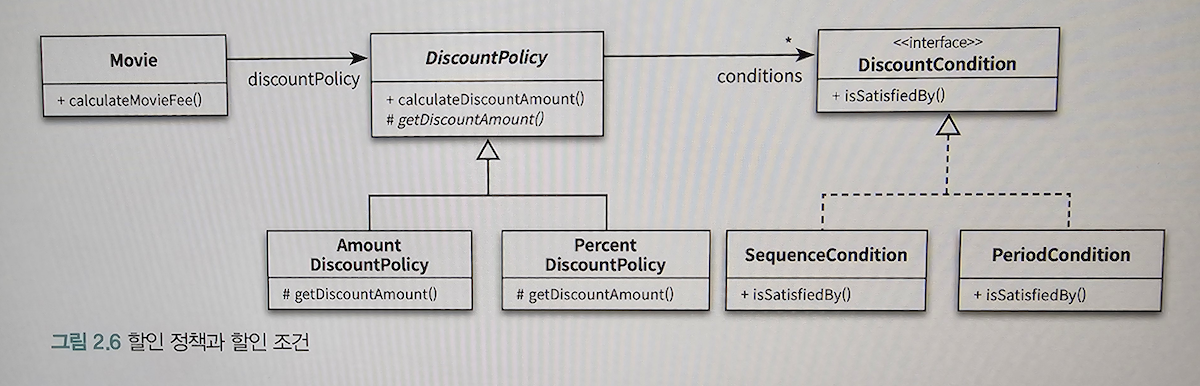 Movie
+ calculateMovieFee()
discountPolicy
DiscountPolicy
+ calculateDiscountAmount()
# getDiscountAmount()
*
conditions
<<interface>>
DiscountCondition
+ isSatisfiedBy()
Amount
DiscountPolicy
# getDiscountAmount()
Percent
DiscountPolicy
# getDiscountAmount()
SequenceCondition
+ isSatisfiedBy()
PeriodCondition
+ isSatisfiedBy()
그림 2.6 할인 정책과 할인 조건